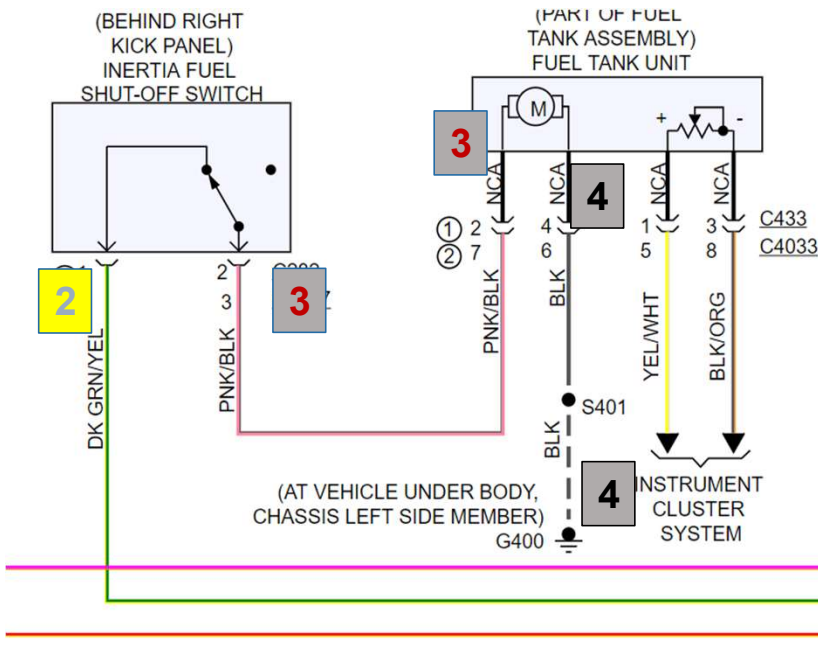 (BEHIND RIGHT
KICK PANEL)
INERTIA FUEL
SHUT-OFF SWITCH
(PART OF FUEL
TANK ASSEMBLY)
FUEL TANK UNIT
M
+ -
3
NCA NCA NCA NCA
4
1 2 4 1 3 C433
2 7 6 5 8 C4033
2
2
3
3
DK GRN/YEL
PNK/BLK
PNK/BLK
BLK
YEL/WHT
BLK/ORG
S401
BLK
4
(AT VEHICLE UNDER BODY,
CHASSIS LEFT SIDE MEMBER)
G400
INSTRUMENT
CLUSTER
SYSTEM